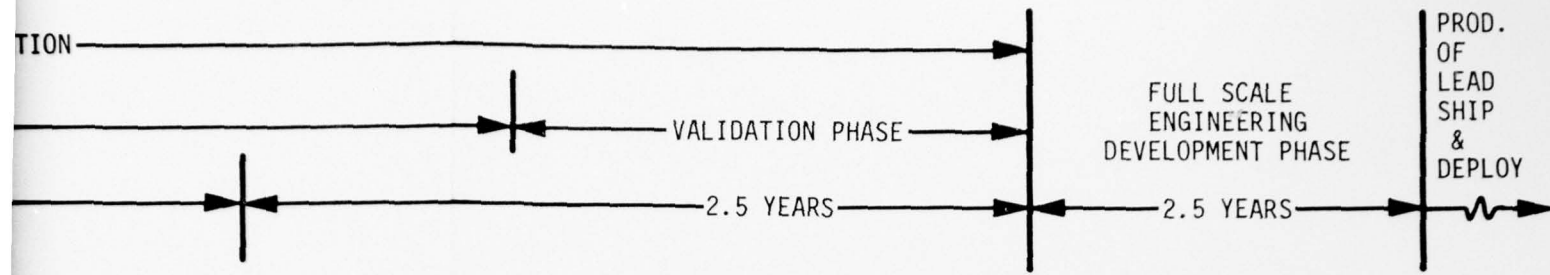 TION
VALIDATION PHASE
2.5 YEARS
FULL SCALE
ENGINEERING
DEVELOPMENT PHASE
2.5 YEARS
PROD.
OF
LEAD
SHIP
&
DEPLOY